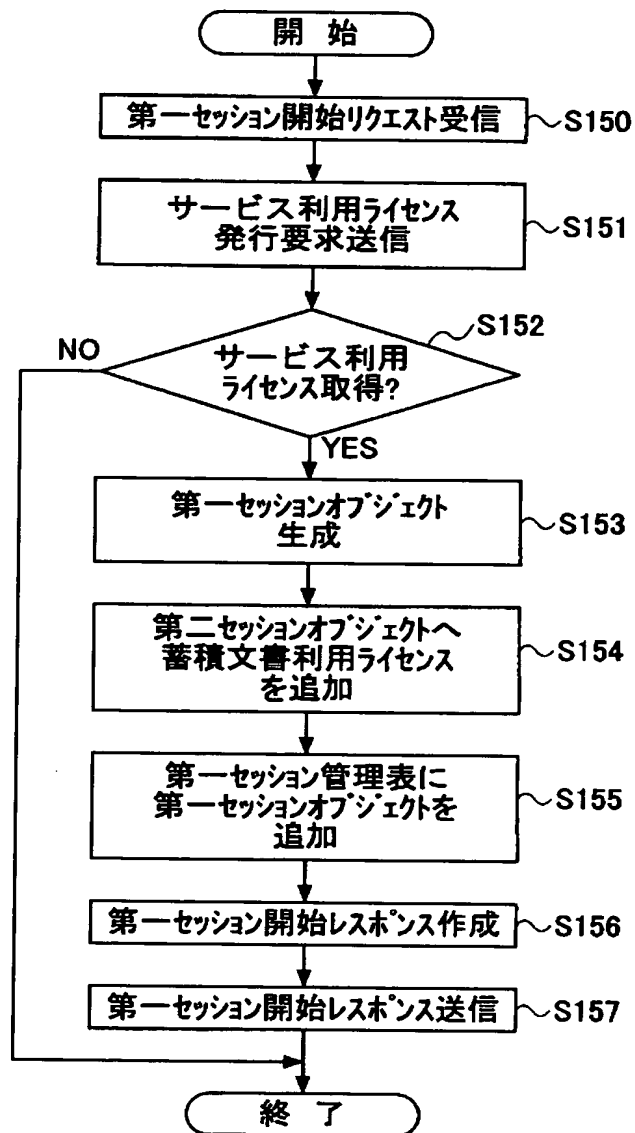 開 始
第一セッション開始リクエスト受信
S150
サービス利用ライセンス
発行要求送信
S151
S152
NO
サービス利用
ライセンス取得?
YES
第一セッションオブジェクト
生成
S153
第二セッションオブジェクトへ
蓄積文書利用ライセンス
を追加
S154
第一セッション管理表に
第一セッションオブジェクトを
追加
S155
第一セッション開始レスポンス作成
S156
第一セッション開始レスポンス送信
S157
終 了